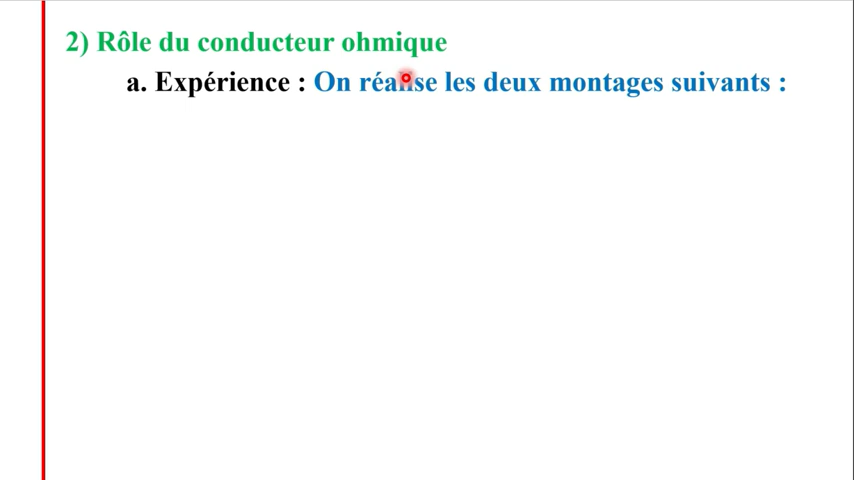 2) Rôle du conducteur ohmique
a. Expérience : On réalise les deux montages suivants :